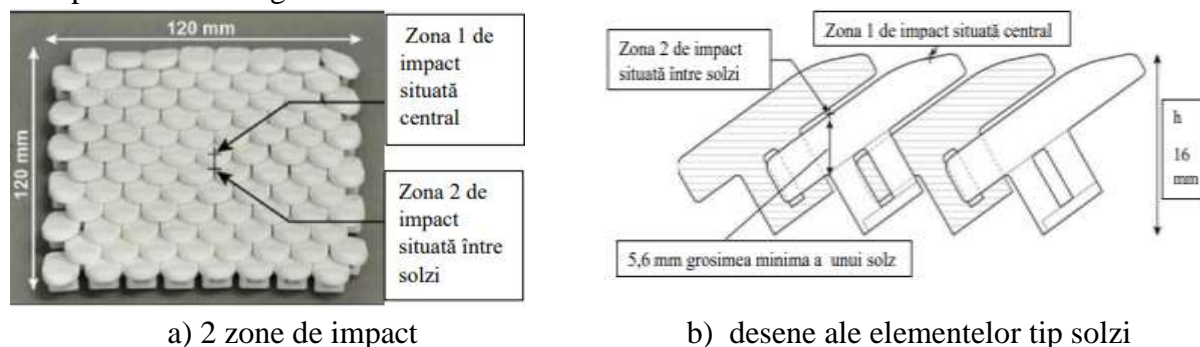 120 mm
120 mm
Zona 1 de
impact
situată
central
Zona 2 de
impact
situată între
solzi
Zona 2 de impact
situată între solzi
Zona 1 de impact situată central
h
16
mm
5,6 mm grosimea minima a unui solz
a) 2 zone de impact
b) desene ale elementelor tip solzi